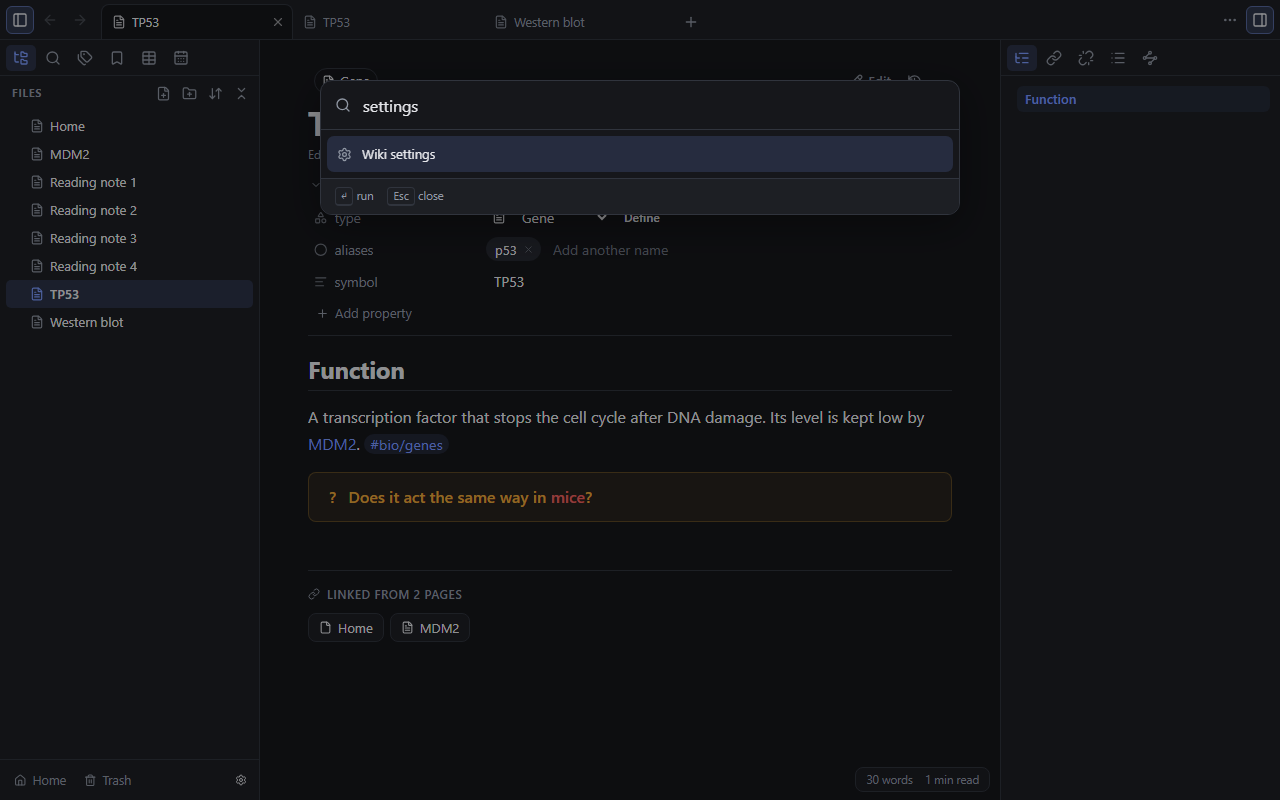 TP53
TP53
Western blot
FILES
Home
MDM2
Reading note 1
Reading note 2
Reading note 3
Reading note 4
TP53
Western blot
Home
Trash
Gene
Edit
settings
Wiki settings
↵ run Esc close
T
Ed
type Gene Define
aliases p53 × Add another name
symbol TP53
+ Add property
Function
A transcription factor that stops the cell cycle after DNA damage. Its level is kept low by
MDM2. #bio/genes
? Does it act the same way in mice?
LINKED FROM 2 PAGES
Home MDM2
30 words 1 min read
Function